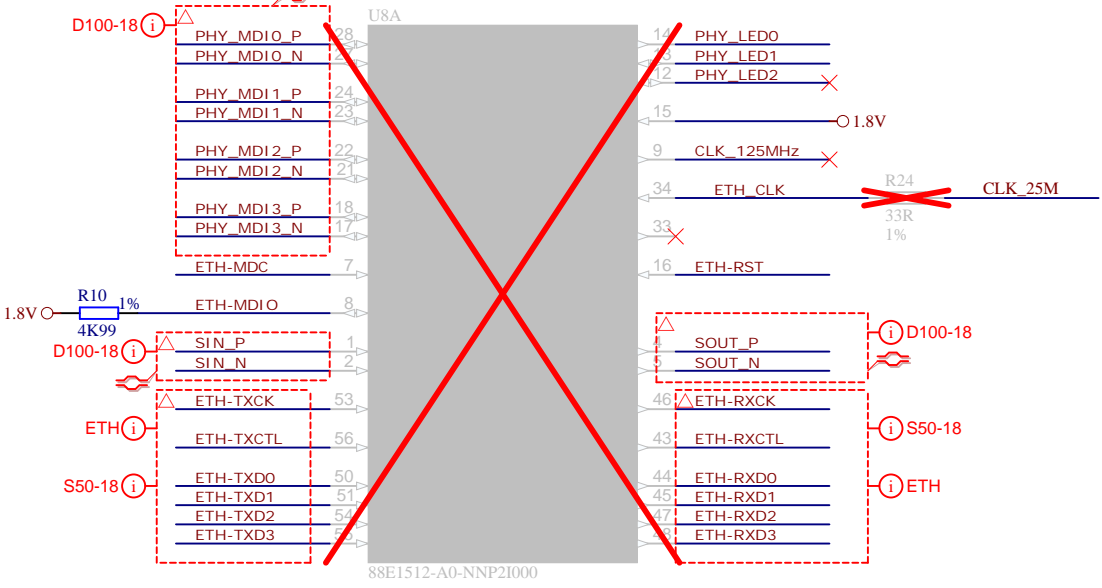 U8A
D100-18 i
PHY_MDI0_P 28 14 PHY_LED0
PHY_MDI0_N 13 PHY_LED1
12 PHY_LED2
PHY_MDI1_P 24
PHY_MDI1_N 23 15 1.8V
PHY_MDI2_P 22 9 CLK_125MHz
PHY_MDI2_N 21
R24
34 ETH_CLK CLK_25M
PHY_MDI3_P 18 33R
PHY_MDI3_N 17 33 1%
ETH-MDC 7 16 ETH-RST
R10 1%
1.8V ETH-MDIO 8
4K99
D100-18 i SIN_P 1 4 SOUT_P i D100-18
SIN_N 2 5 SOUT_N
ETH-TXCK 53 46 ETH-RXCK
ETH i i S50-18
ETH-TXCTL 56 43 ETH-RXCTL
S50-18 i ETH-TXD0 50 44 ETH-RXD0 i ETH
ETH-TXD1 51 45 ETH-RXD1
ETH-TXD2 54 47 ETH-RXD2
ETH-TXD3 48 ETH-RXD3
88E1512-A0-NNP2I000